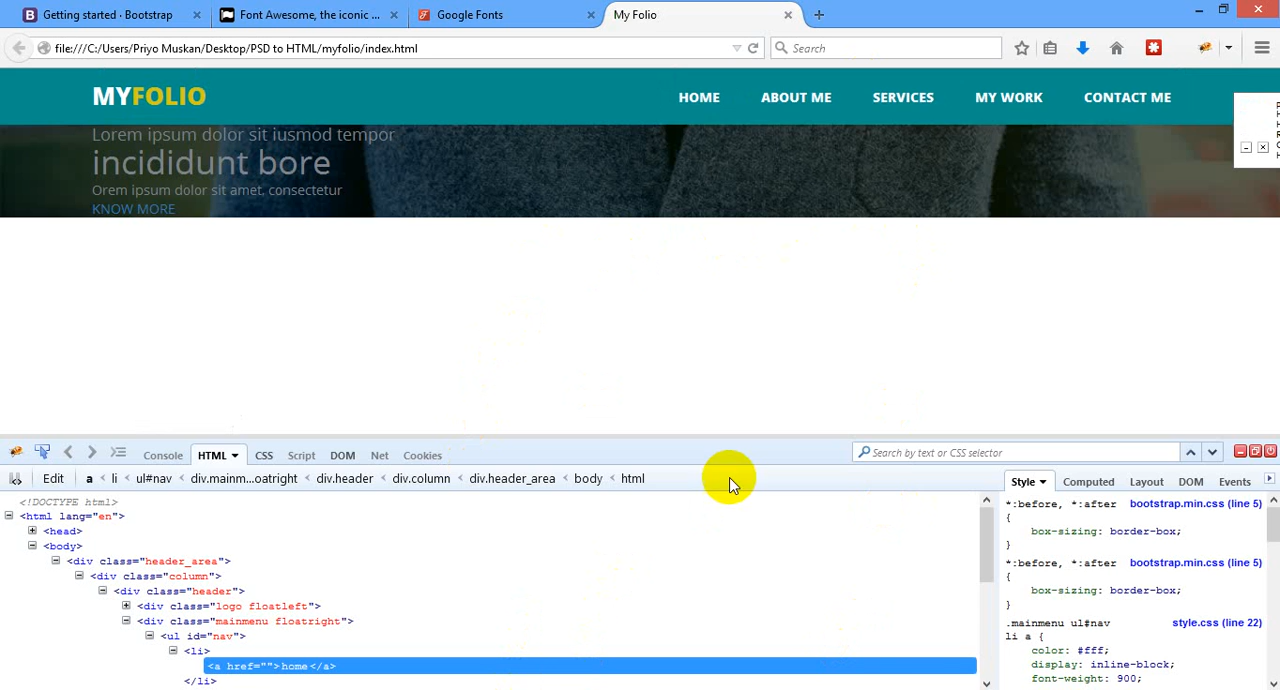 Getting started · Bootstrap
Font Awesome, the iconic ...
Google Fonts
My Folio
file:///C:/Users/Priyo Muskan/Desktop/PSD to HTML/myfolio/index.html
Search
MYFOLIO
HOME ABOUT ME SERVICES MY WORK CONTACT ME
Lorem ipsum dolor sit iusmod tempor
incididunt bore
Orem ipsum dolor sit amet, consectetur
KNOW MORE
Console HTML CSS Script DOM Net Cookies
Search by text or CSS selector
Edit a < li < ul#nav < div.mainm...oatright < div.header < div.column < div.header_area < body < html
Style Computed Layout DOM Events
<!DOCTYPE html>
<html lang="en">
<head>
<body>
<div class="header_area">
<div class="column">
<div class="header">
<div class="logo floatleft">
<div class="mainmenu floatright">
<ul id="nav">
<li>
<a href="">home</a>
</li>
*:before, *:after bootstrap.min.css (line 5)
{
box-sizing: border-box;
}
*:before, *:after bootstrap.min.css (line 5)
{
box-sizing: border-box;
}
.mainmenu ul#nav style.css (line 22)
li a {
color: #fff;
display: inline-block;
font-weight: 900;